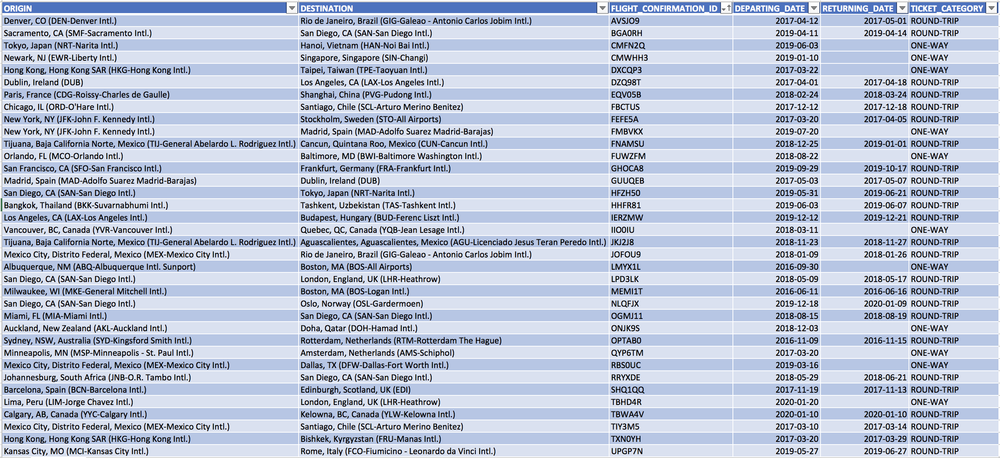 ORIGIN DESTINATION FLIGHT_CONFIRMATION_ID DEPARTING_DATE RETURNING_DATE TICKET_CATEGORY
Denver, CO (DEN-Denver Intl.) Rio de Janeiro, Brazil (GIG-Galeao - Antonio Carlos Jobim Intl.) AVSJO9 2017-04-12 2017-05-01 ROUND-TRIP
Sacramento, CA (SMF-Sacramento Intl.) San Diego, CA (SAN-San Diego Intl.) BGA0RH 2019-04-11 2019-04-14 ROUND-TRIP
Tokyo, Japan (NRT-Narita Intl.) Hanoi, Vietnam (HAN-Noi Bai Intl.) CMFN2Q 2019-06-03 ONE-WAY
Newark, NJ (EWR-Liberty Intl.) Singapore, Singapore (SIN-Changi) CMWHH3 2019-01-10 ONE-WAY
Hong Kong, Hong Kong SAR (HKG-Hong Kong Intl.) Taipei, Taiwan (TPE-Taoyuan Intl.) DXCQP3 2017-03-22 ONE-WAY
Dublin, Ireland (DUB) Los Angeles, CA (LAX-Los Angeles Intl.) DZQ98T 2017-04-01 2017-04-18 ROUND-TRIP
Paris, France (CDG-Roissy-Charles de Gaulle) Shanghai, China (PVG-Pudong Intl.) EQV05B 2018-02-24 2018-03-24 ROUND-TRIP
Chicago, IL (ORD-O'Hare Intl.) Santiago, Chile (SCL-Arturo Merino Benitez) FBCTUS 2017-12-12 2017-12-18 ROUND-TRIP
New York, NY (JFK-John F. Kennedy Intl.) Stockholm, Sweden (STO-All Airports) FEFE5A 2017-03-20 2017-04-05 ROUND-TRIP
New York, NY (JFK-John F. Kennedy Intl.) Madrid, Spain (MAD-Adolfo Suarez Madrid-Barajas) FMBVKX 2019-07-20 ONE-WAY
Tijuana, Baja California Norte, Mexico (TIJ-General Abelardo L. Rodriguez Intl.) Cancun, Quintana Roo, Mexico (CUN-Cancun Intl.) FNAMSU 2018-12-25 2019-01-01 ROUND-TRIP
Orlando, FL (MCO-Orlando Intl.) Baltimore, MD (BWI-Baltimore Washington Intl.) FUWZFM 2018-08-22 ONE-WAY
San Francisco, CA (SFO-San Francisco Intl.) Frankfurt, Germany (FRA-Frankfurt Intl.) GHOCA8 2019-09-29 2019-10-17 ROUND-TRIP
Madrid, Spain (MAD-Adolfo Suarez Madrid-Barajas) Dublin, Ireland (DUB) GUUQEB 2017-05-03 2017-05-07 ROUND-TRIP
San Diego, CA (SAN-San Diego Intl.) Tokyo, Japan (NRT-Narita Intl.) HFZH50 2019-05-31 2019-06-21 ROUND-TRIP
Bangkok, Thailand (BKK-Suvarnabhumi Intl.) Tashkent, Uzbekistan (TAS-Tashkent Intl.) HHFR81 2019-06-03 2019-06-07 ROUND-TRIP
Los Angeles, CA (LAX-Los Angeles Intl.) Budapest, Hungary (BUD-Ferenc Liszt Intl.) IERZMW 2019-12-12 2019-12-21 ROUND-TRIP
Vancouver, BC, Canada (YVR-Vancouver Intl.) Quebec, QC, Canada (YQB-Jean Lesage Intl.) IIO0IU 2018-03-11 ONE-WAY
Tijuana, Baja California Norte, Mexico (TIJ-General Abelardo L. Rodriguez Intl.) Aguascalientes, Aguascalientes, Mexico (AGU-Licenciado Jesus Teran Peredo Intl.) JKJ2J8 2018-11-23 2018-11-27 ROUND-TRIP
Mexico City, Distrito Federal, Mexico (MEX-Mexico City Intl.) Rio de Janeiro, Brazil (GIG-Galeao - Antonio Carlos Jobim Intl.) JOFOU9 2018-01-09 2018-01-26 ROUND-TRIP
Albuquerque, NM (ABQ-Albuquerque Intl. Sunport) Boston, MA (BOS-All Airports) LMYX1L 2016-09-30 ONE-WAY
San Diego, CA (SAN-San Diego Intl.) London, England, UK (LHR-Heathrow) LPD3LK 2018-05-09 2018-05-17 ROUND-TRIP
Milwaukee, WI (MKE-General Mitchell Intl.) Boston, MA (BOS-Logan Intl.) MEMI1T 2016-06-11 2016-06-16 ROUND-TRIP
San Diego, CA (SAN-San Diego Intl.) Oslo, Norway (OSL-Gardermoen) NLQFJX 2019-12-18 2020-01-09 ROUND-TRIP
Miami, FL (MIA-Miami Intl.) San Diego, CA (SAN-San Diego Intl.) OGMJ11 2018-08-15 2018-08-19 ROUND-TRIP
Auckland, New Zealand (AKL-Auckland Intl.) Doha, Qatar (DOH-Hamad Intl.) ONJK9S 2018-12-03 ONE-WAY
Sydney, NSW, Australia (SYD-Kingsford Smith Intl.) Rotterdam, Netherlands (RTM-Rotterdam The Hague) OPTAB0 2016-11-09 2016-11-15 ROUND-TRIP
Minneapolis, MN (MSP-Minneapolis - St. Paul Intl.) Amsterdam, Netherlands (AMS-Schiphol) QYP6TM 2017-03-20 ONE-WAY
Mexico City, Distrito Federal, Mexico (MEX-Mexico City Intl.) Dallas, TX (DFW-Dallas-Fort Worth Intl.) RBS0UC 2019-03-16 ONE-WAY
Johannesburg, South Africa (JNB-O.R. Tambo Intl.) San Diego, CA (SAN-San Diego Intl.) RRYXDE 2018-05-29 2018-06-21 ROUND-TRIP
Barcelona, Spain (BCN-Barcelona Intl.) Edinburgh, Scotland, UK (EDI) SHQ1QQ 2017-11-19 2017-11-13 ROUND-TRIP
Lima, Peru (LIM-Jorge Chavez Intl.) London, England, UK (LHR-Heathrow) TBHD4R 2020-01-20 ONE-WAY
Calgary, AB, Canada (YYC-Calgary Intl.) Kelowna, BC, Canada (YLW-Kelowna Intl.) TBWA4V 2020-01-10 2020-01-10 ROUND-TRIP
Mexico City, Distrito Federal, Mexico (MEX-Mexico City Intl.) Santiago, Chile (SCL-Arturo Merino Benitez) TIY3M5 2017-03-10 2017-03-14 ROUND-TRIP
Hong Kong, Hong Kong SAR (HKG-Hong Kong Intl.) Bishkek, Kyrgyzstan (FRU-Manas Intl.) TXN0YH 2017-03-20 2017-03-29 ROUND-TRIP
Kansas City, MO (MCI-Kansas City Intl.) Rome, Italy (FCO-Fiumicino - Leonardo da Vinci Intl.) UPGP7N 2019-05-27 2019-06-27 ROUND-TRIP